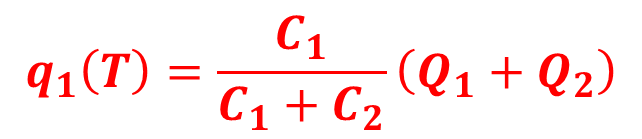 q₁(T) = C₁ / (C₁ + C₂) (Q₁ + Q₂)